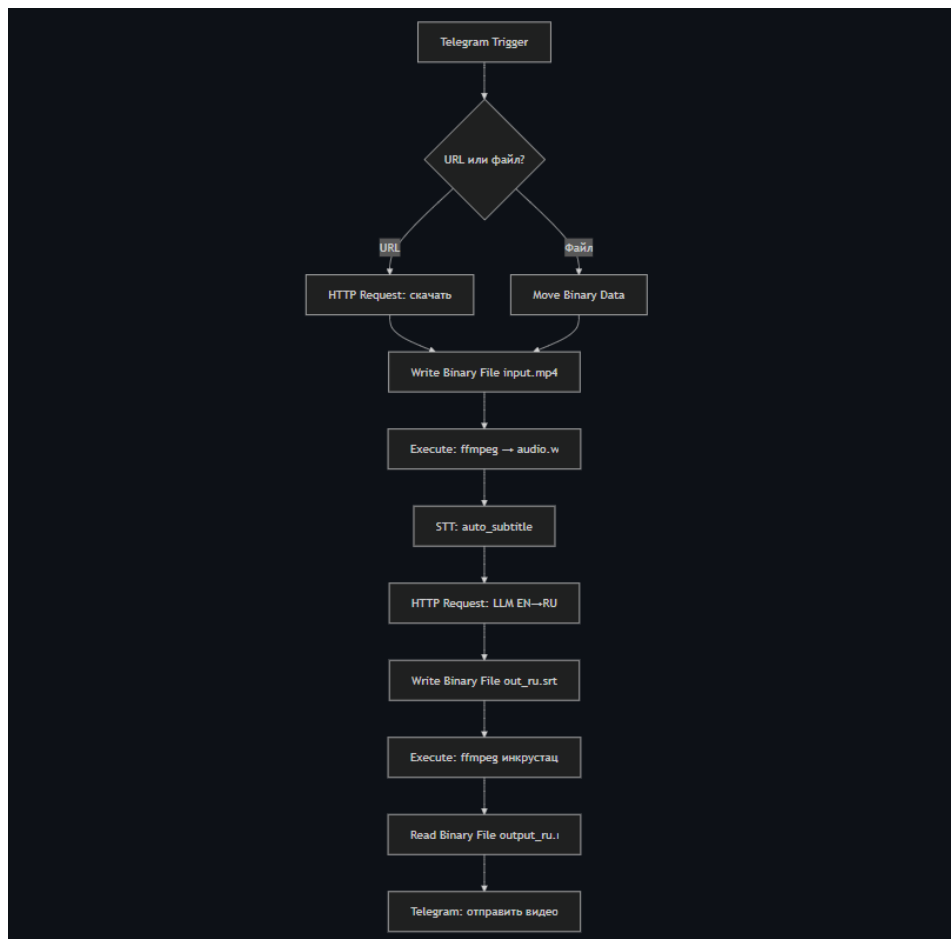 Telegram Trigger
URL или файл?
URL
Файл
HTTP Request: скачать
Move Binary Data
Write Binary File input.mp4
Execute: ffmpeg → audio.w
STT: auto_subtitle
HTTP Request: LLM EN→RU
Write Binary File out_ru.srt
Execute: ffmpeg инкрустац
Read Binary File output_ru.
Telegram: отправить видео